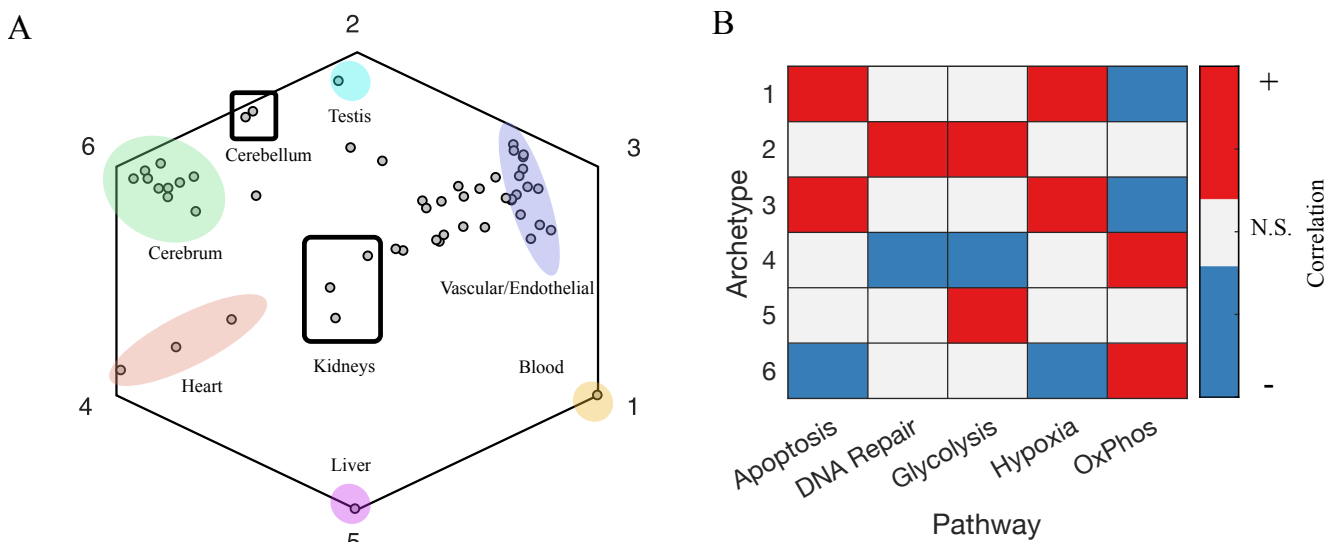 A
2
Testis
Cerebellum
6
3
Cerebrum
Vascular/Endothelial
Heart
Kidneys
Blood
4
1
Liver
5
B
Archetype
1
2
3
4
5
6
Apoptosis
DNA Repair
Glycolysis
Hypoxia
OxPhos
Pathway
+
N.S.
-
Correlation